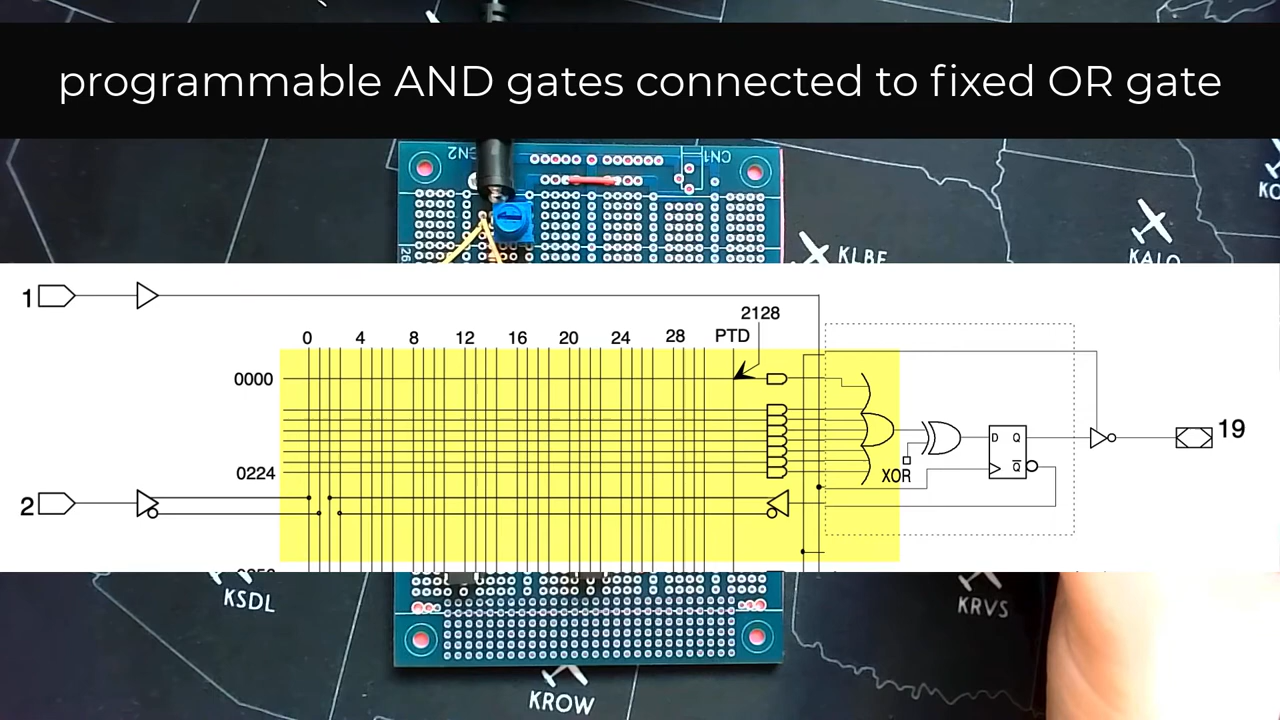 programmable AND gates connected to fixed OR gate
CN2
CN1
KLBF
KALO
1
2128
0 4 8 12 16 20 24 28 PTD
0000
19
D Q
0224
XOR
Q
2
KSDL
KRVS
KROW